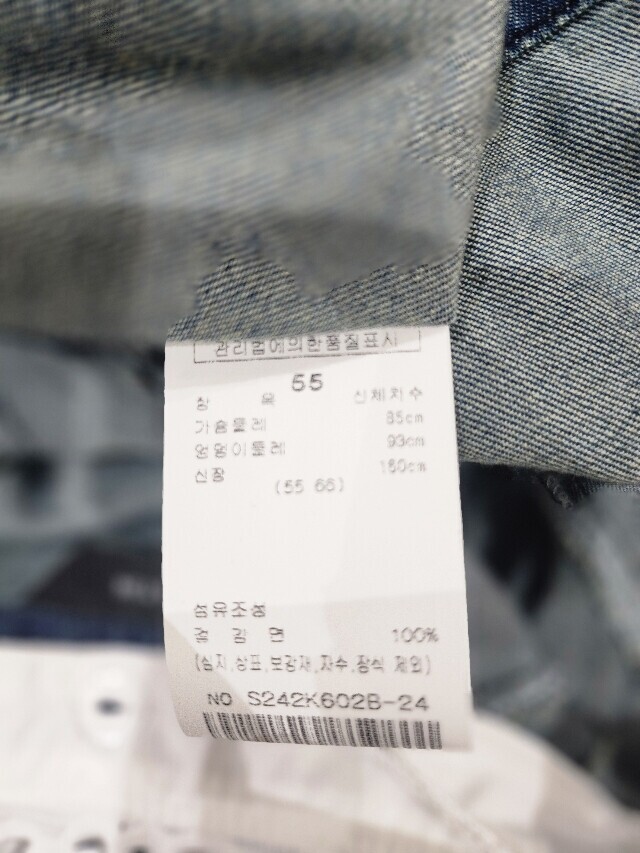 관리법에의한품질표시
55
상 옥 신체치수
가슴둘레 85cm
엉덩이둘레 93cm
신장 160cm
(55 66)
섬유조성
겉 감 면 100%
(심지,상표,보강재,자수,장식 제외)
NO S242K602B-24